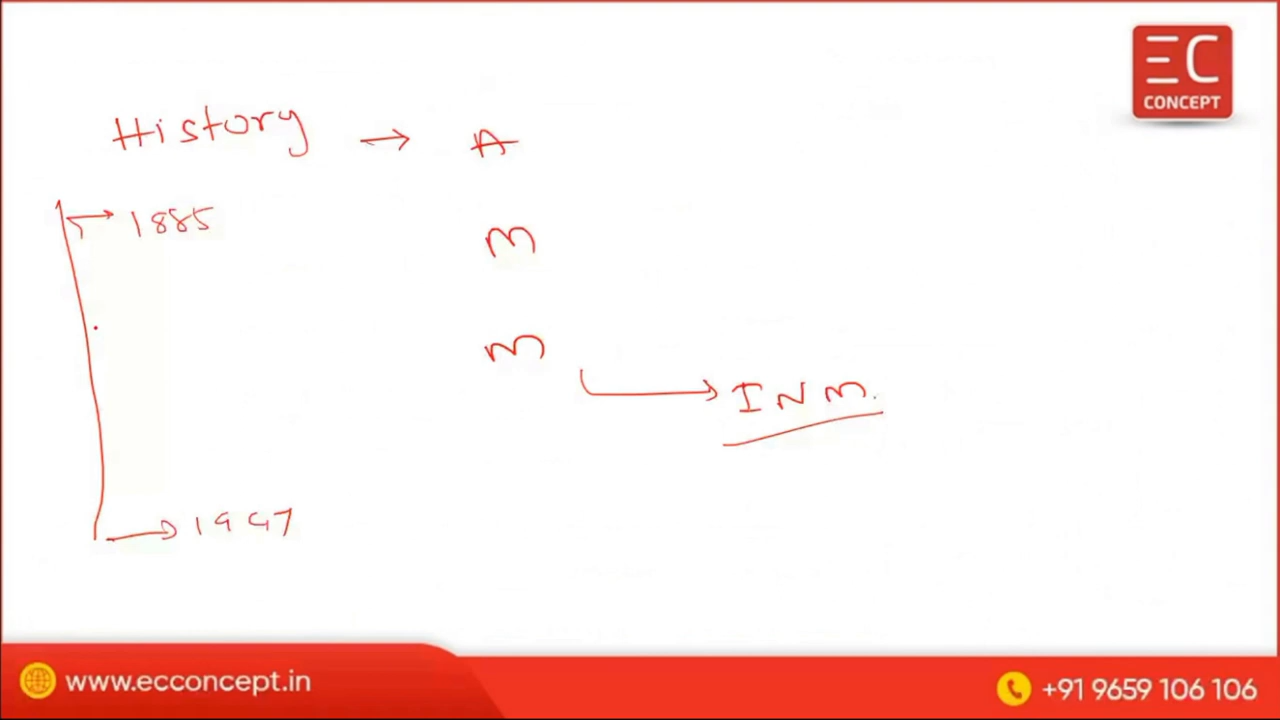 EC
CONCEPT
History → A
1885
M
M
INM.
1947
www.ecconcept.in
+91 9659 106 106